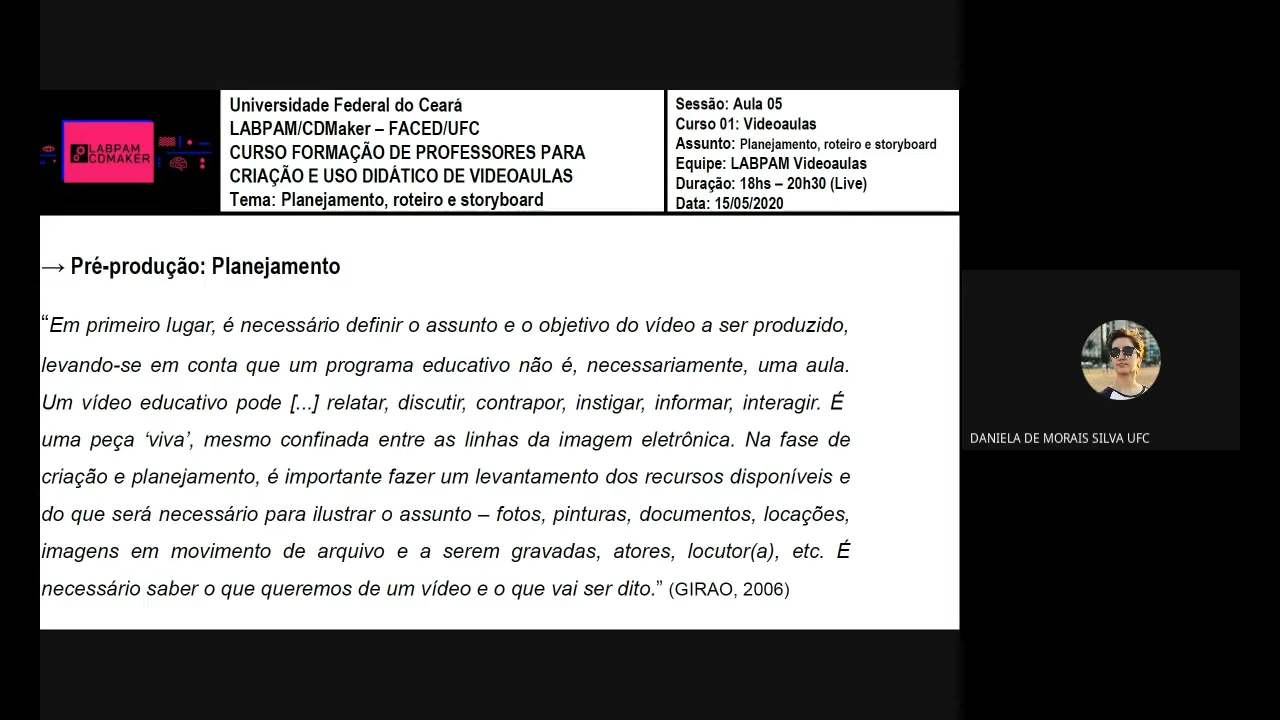 LABPAM
CDMAKER
Universidade Federal do Ceará
LABPAM/CDMaker – FACED/UFC
CURSO FORMAÇÃO DE PROFESSORES PARA
CRIAÇÃO E USO DIDÁTICO DE VIDEOAULAS
Tema: Planejamento, roteiro e storyboard
Sessão: Aula 05
Curso 01: Videoaulas
Assunto: Planejamento, roteiro e storyboard
Equipe: LABPAM Videoaulas
Duração: 18hs – 20h30 (Live)
Data: 15/05/2020
→ Pré-produção: Planejamento
“Em primeiro lugar, é necessário definir o assunto e o objetivo do vídeo a ser produzido,
levando-se em conta que um programa educativo não é, necessariamente, uma aula.
Um vídeo educativo pode [...] relatar, discutir, contrapor, instigar, informar, interagir. É
uma peça ‘viva’, mesmo confinada entre as linhas da imagem eletrônica. Na fase de
criação e planejamento, é importante fazer um levantamento dos recursos disponíveis e
do que será necessário para ilustrar o assunto – fotos, pinturas, documentos, locações,
imagens em movimento de arquivo e a serem gravadas, atores, locutor(a), etc. É
necessário saber o que queremos de um vídeo e o que vai ser dito.” (GIRAO, 2006)
DANIELA DE MORAIS SILVA UFC